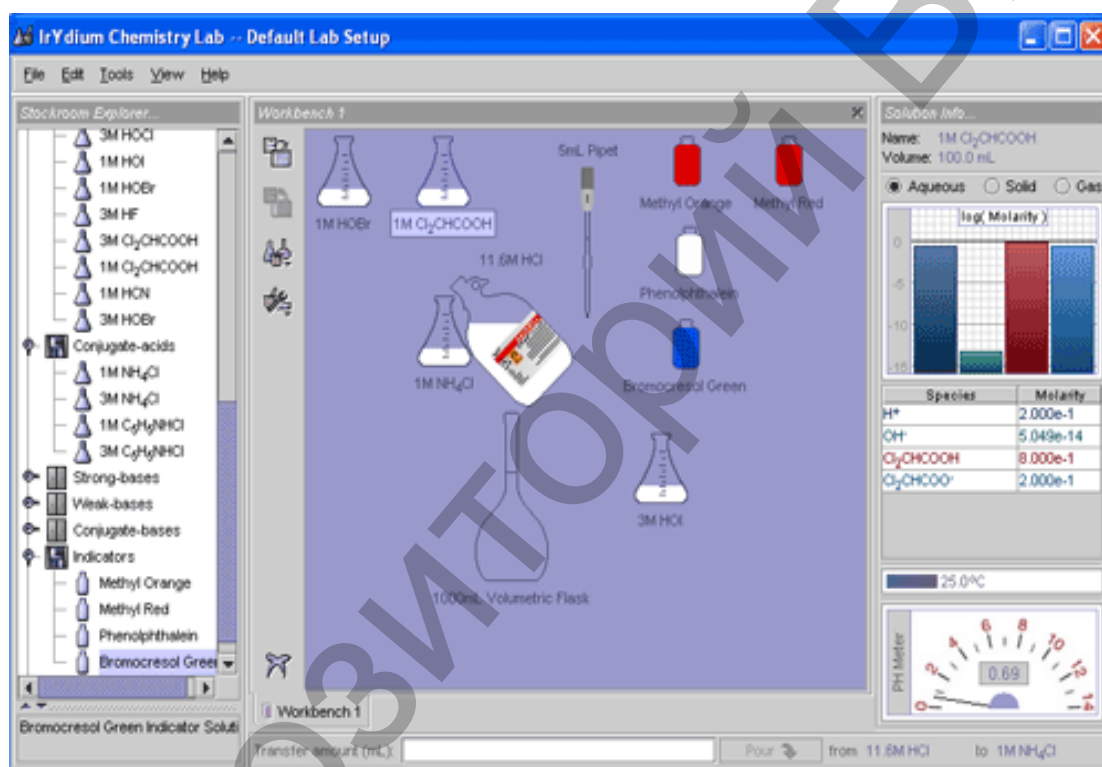 IrYdium Chemistry Lab -- Default Lab Setup
File Edit Tools View Help
Stockroom Explorer...
3M HOCl
1M HOI
1M HOBr
3M HF
3M Cl₂CHCOOH
1M Cl₂CHCOOH
1M HCN
3M HOBr
Conjugate-acids
1M NH₄Cl
3M NH₄Cl
1M C₅H₅NHCl
3M C₅H₅NHCl
Strong-bases
Weak-bases
Conjugate-bases
Indicators
Methyl Orange
Methyl Red
Phenolphthalein
Bromocresol Green
Bromocresol Green Indicator Soluti
Workbench 1
1M HOBr
1M Cl₂CHCOOH
5mL Pipet
Methyl Orange
Methyl Red
11.6M HCl
Phenolphthalein
1M NH₄Cl
Bromocresol Green
3M HOI
1000mL Volumetric Flask
Workbench 1
Transfer amount (mL):
Pour
from 11.6M HCl to 1M NH₄Cl
Solution Info...
Name: 1M Cl₂CHCOOH
Volume: 100.0 mL
Aqueous Solid Gas
log( Molarity )
0
-5
-10
-15
Species Molarity
H⁺ 2.000e-1
OH⁻ 5.049e-14
Cl₂CHCOOH 8.000e-1
Cl₂CHCOO⁻ 2.000e-1
25.0ºC
PH Meter
0 2 4 6 8 10 12 14
0.69
ОЗИТОРИЙ Б